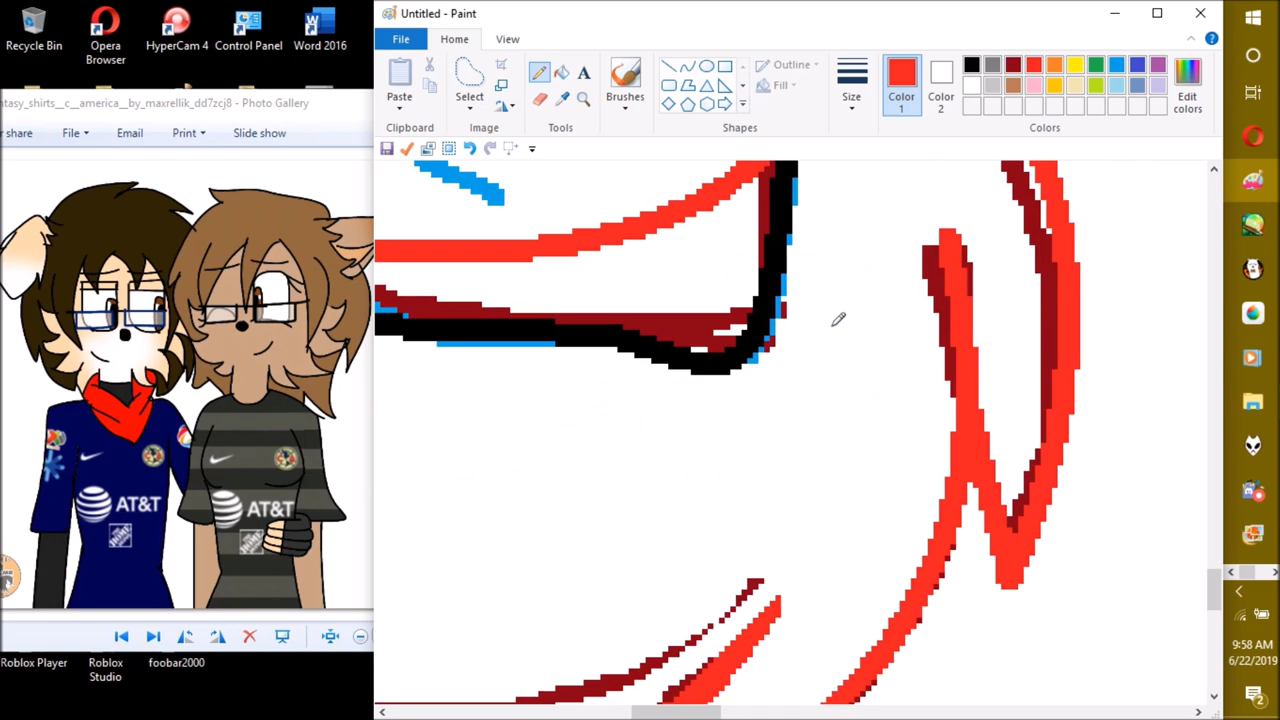 Recycle Bin
Opera Browser
HyperCam 4
Control Panel
Word 2016
ntasy_shirts__c__america__by_maxrellik_dd7zcj8 - Photo Gallery
share
File
Email
Print
Slide show
AT&T
AT&T
Roblox Player
Roblox Studio
foobar2000
Untitled - Paint
File
Home
View
Paste
Select
Brushes
Outline
Fill
Size
Color 1
Color 2
Edit colors
Clipboard
Image
Tools
Shapes
Colors
9:58 AM
6/22/2019
2